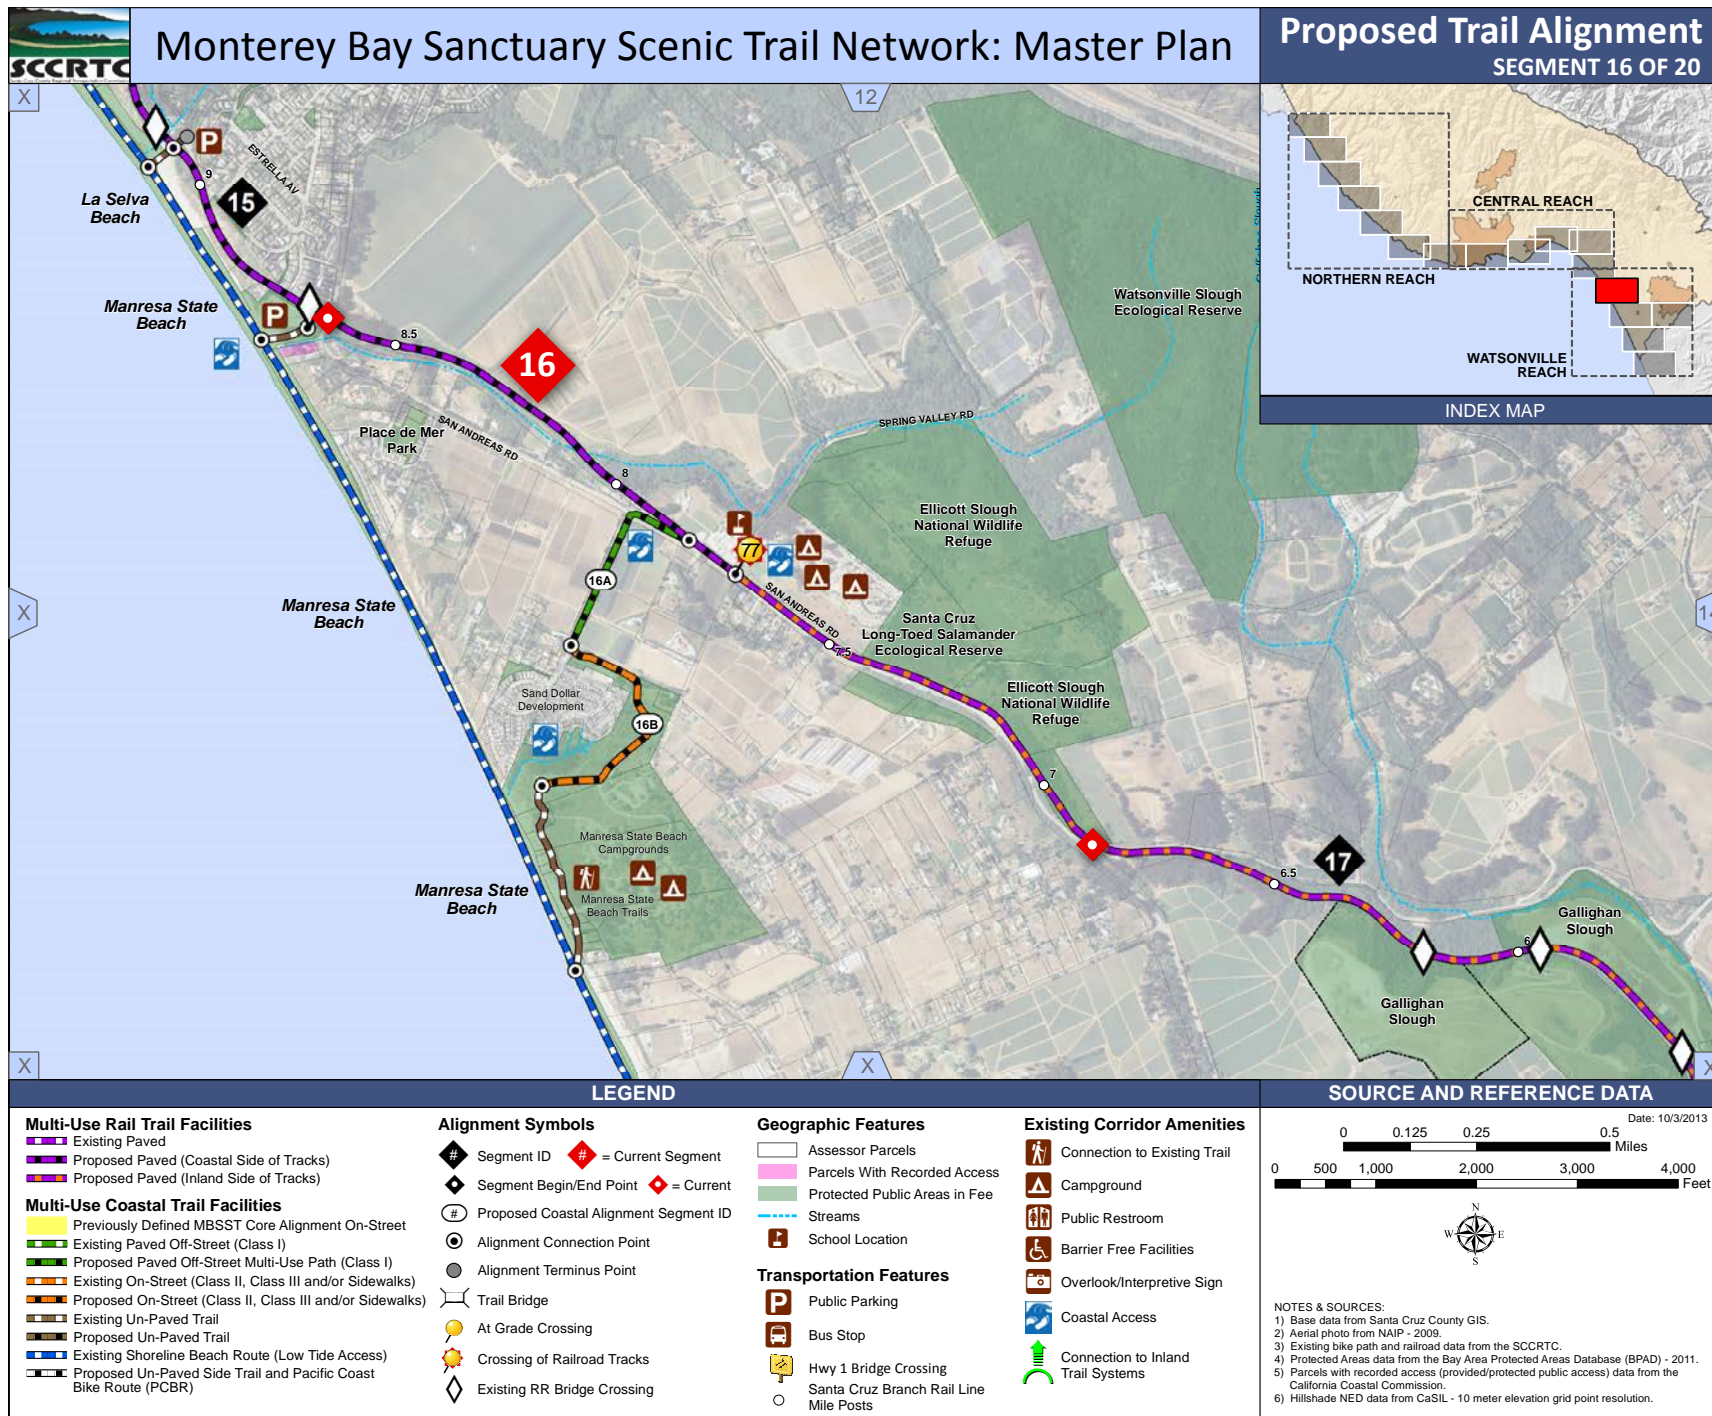 SCCRTC
Monterey Bay Sanctuary Scenic Trail Network: Master Plan
Proposed Trail Alignment
SEGMENT 16 OF 20
X
12
ESTRELLA AV
9
15
La Selva
Beach
Manresa State
Beach
8.5
16
Place de Mer
Park
SAN ANDREAS RD
8
SPRING VALLEY RD
Watsonville Slough
Ecological Reserve
CENTRAL REACH
NORTHERN REACH
WATSONVILLE
REACH
INDEX MAP
Ellicott Slough
National Wildlife
Refuge
77
16A
X
14
Manresa State
Beach
SAN ANDREAS RD
7.5
Santa Cruz
Long-Toed Salamander
Ecological Reserve
Ellicott Slough
National Wildlife
Refuge
Sand Dollar
Development
16B
7
Manresa State Beach
Campgrounds
Manresa State
Beach Trails
Manresa State
Beach
17
6.5
6
Gallighan
Slough
Gallighan
Slough
X
X
X
LEGEND
Multi-Use Rail Trail Facilities
Existing Paved
Proposed Paved (Coastal Side of Tracks)
Proposed Paved (Inland Side of Tracks)
Multi-Use Coastal Trail Facilities
Previously Defined MBSST Core Alignment On-Street
Existing Paved Off-Street (Class I)
Proposed Paved Off-Street Multi-Use Path (Class I)
Existing On-Street (Class II, Class III and/or Sidewalks)
Proposed On-Street (Class II, Class III and/or Sidewalks)
Existing Un-Paved Trail
Proposed Un-Paved Trail
Existing Shoreline Beach Route (Low Tide Access)
Proposed Un-Paved Side Trail and Pacific Coast
Bike Route (PCBR)
Alignment Symbols
# Segment ID # = Current Segment
Segment Begin/End Point = Current
# Proposed Coastal Alignment Segment ID
Alignment Connection Point
Alignment Terminus Point
Trail Bridge
At Grade Crossing
Crossing of Railroad Tracks
Existing RR Bridge Crossing
Geographic Features
Assessor Parcels
Parcels With Recorded Access
Protected Public Areas in Fee
Streams
School Location
Transportation Features
P Public Parking
Bus Stop
Hwy 1 Bridge Crossing
Santa Cruz Branch Rail Line
Mile Posts
Existing Corridor Amenities
Connection to Existing Trail
Campground
Public Restroom
Barrier Free Facilities
Overlook/Interpretive Sign
Coastal Access
Connection to Inland
Trail Systems
SOURCE AND REFERENCE DATA
Date: 10/3/2013
0 0.125 0.25 0.5
Miles
0 500 1,000 2,000 3,000 4,000
Feet
N
W E
S
NOTES & SOURCES:
1) Base data from Santa Cruz County GIS.
2) Aerial photo from NAIP - 2009.
3) Existing bike path and railroad data from the SCCRTC.
4) Protected Areas data from the Bay Area Protected Areas Database (BPAD) - 2011.
5) Parcels with recorded access (provided/protected public access) data from the
California Coastal Commission.
6) Hillshade NED data from CaSIL - 10 meter elevation grid point resolution.